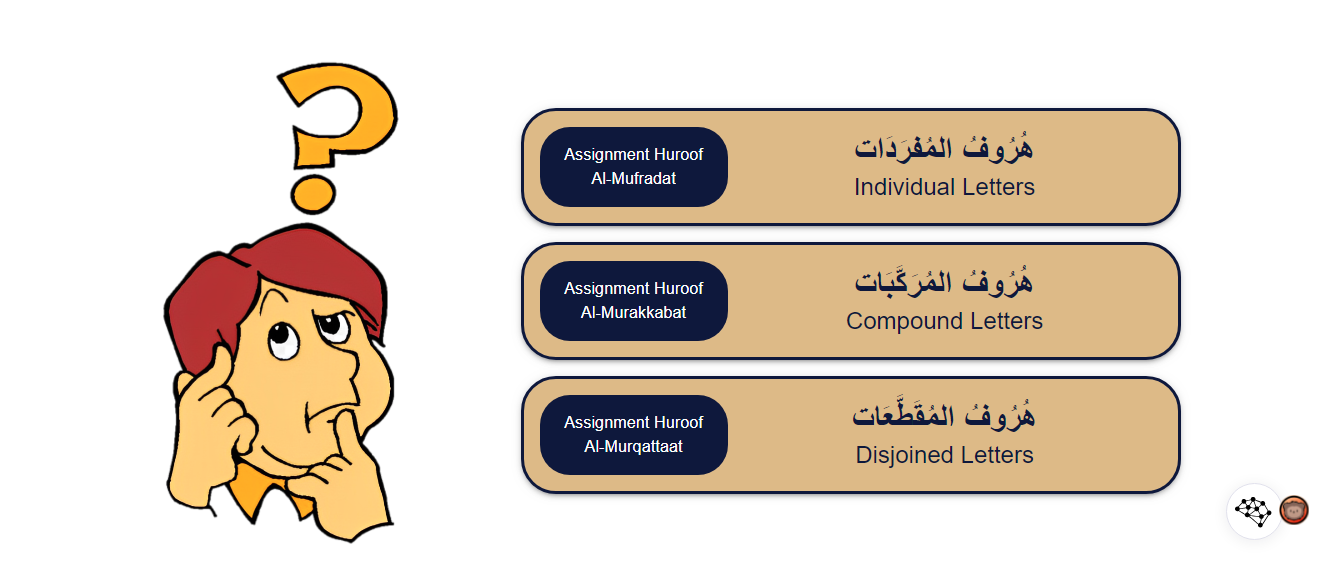 Assignment Huroof
Al-Mufradat
هُرُوفُ المُفرَدَات
Individual Letters
Assignment Huroof
Al-Murakkabat
هُرُوفُ المُرَكَّبَات
Compound Letters
Assignment Huroof
Al-Murqattaat
هُرُوفُ المُقَطَّعَات
Disjoined Letters